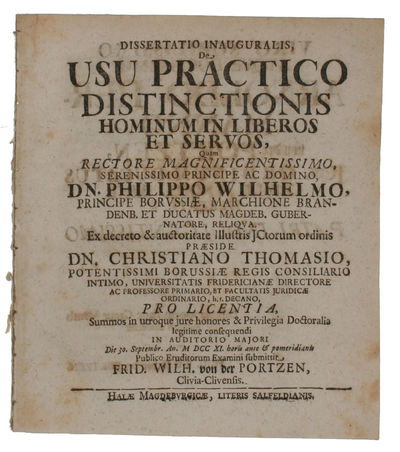 DISSERTATIO INAUGURALIS,
De
USU PRACTICO
DISTINCTIONIS
HOMINUM IN LIBEROS
ET SERVOS,
Quam
RECTORE MAGNIFICENTISSIMO,
SERENISSIMO PRINCIPE AC DOMINO,
DN. PHILIPPO WILHELMO,
PRINCIPE BORVSSIÆ, MARCHIONE BRAN-
DENB. ET DUCATUS MAGDEB. GUBER-
NATORE, RELIQVA.
Ex decreto & auctoritate illustris JCtorum ordinis
PRÆSIDE
DN. CHRISTIANO THOMASIO,
POTENTISSIMI BORUSSIÆ REGIS CONSILIARIO
INTIMO, UNIVERSITATIS FRIDERICIANÆ DIRECTORE
AC PROFESSORE PRIMARIO, ET FACULTATIS JURIDICÆ
ORDINARIO, h. t. DECANO,
PRO LICENTIA,
Summos in utroque jure honores & Privilegia Doctoralia
legitime consequendi
IN AUDITORIO MAJORI
Die 30. Septembr. An. M DCC XI. horis ante & pomeridianis
Publico Eruditorum Examini submittit
FRID. WILH. von der PORTZEN,
Clivia-Clivensis.
HALÆ MAGDEBVRGICÆ, LITERIS SALFELDIANIS.